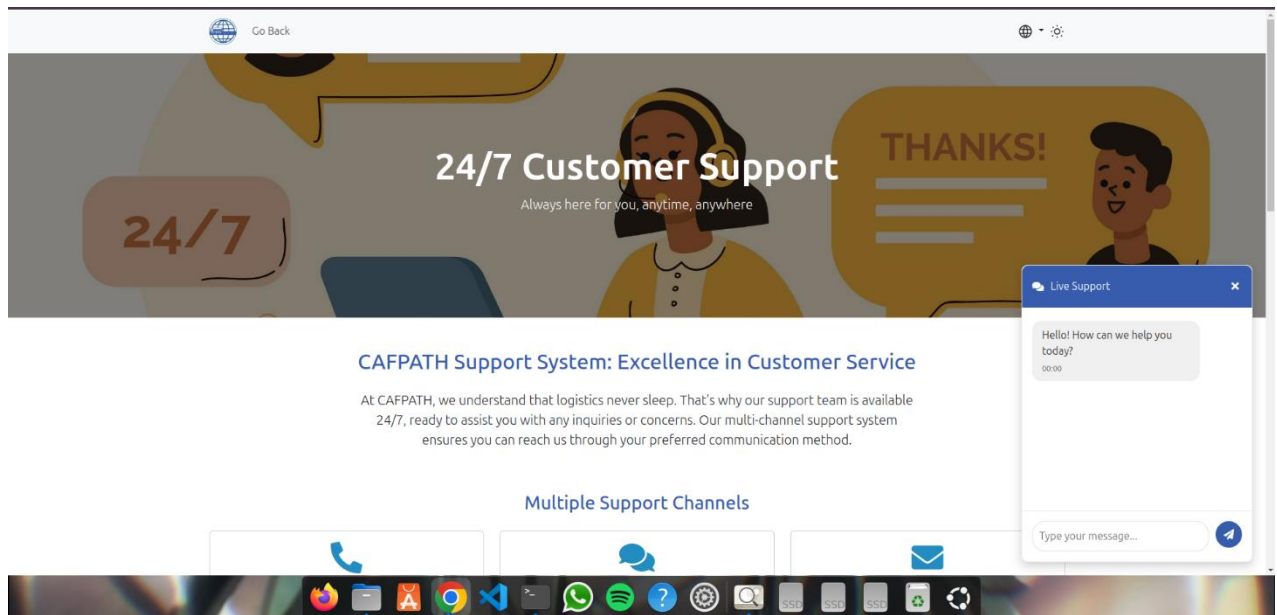 Go Back
24/7
THANKS!
24/7 Customer Support
Always here for you, anytime, anywhere
Live Support
Hello! How can we help you
today?
00:00
CAFPATH Support System: Excellence in Customer Service
At CAFPATH, we understand that logistics never sleep. That's why our support team is available
24/7, ready to assist you with any inquiries or concerns. Our multi-channel support system
ensures you can reach us through your preferred communication method.
Multiple Support Channels
Type your message...
SSD
SSD
SSD